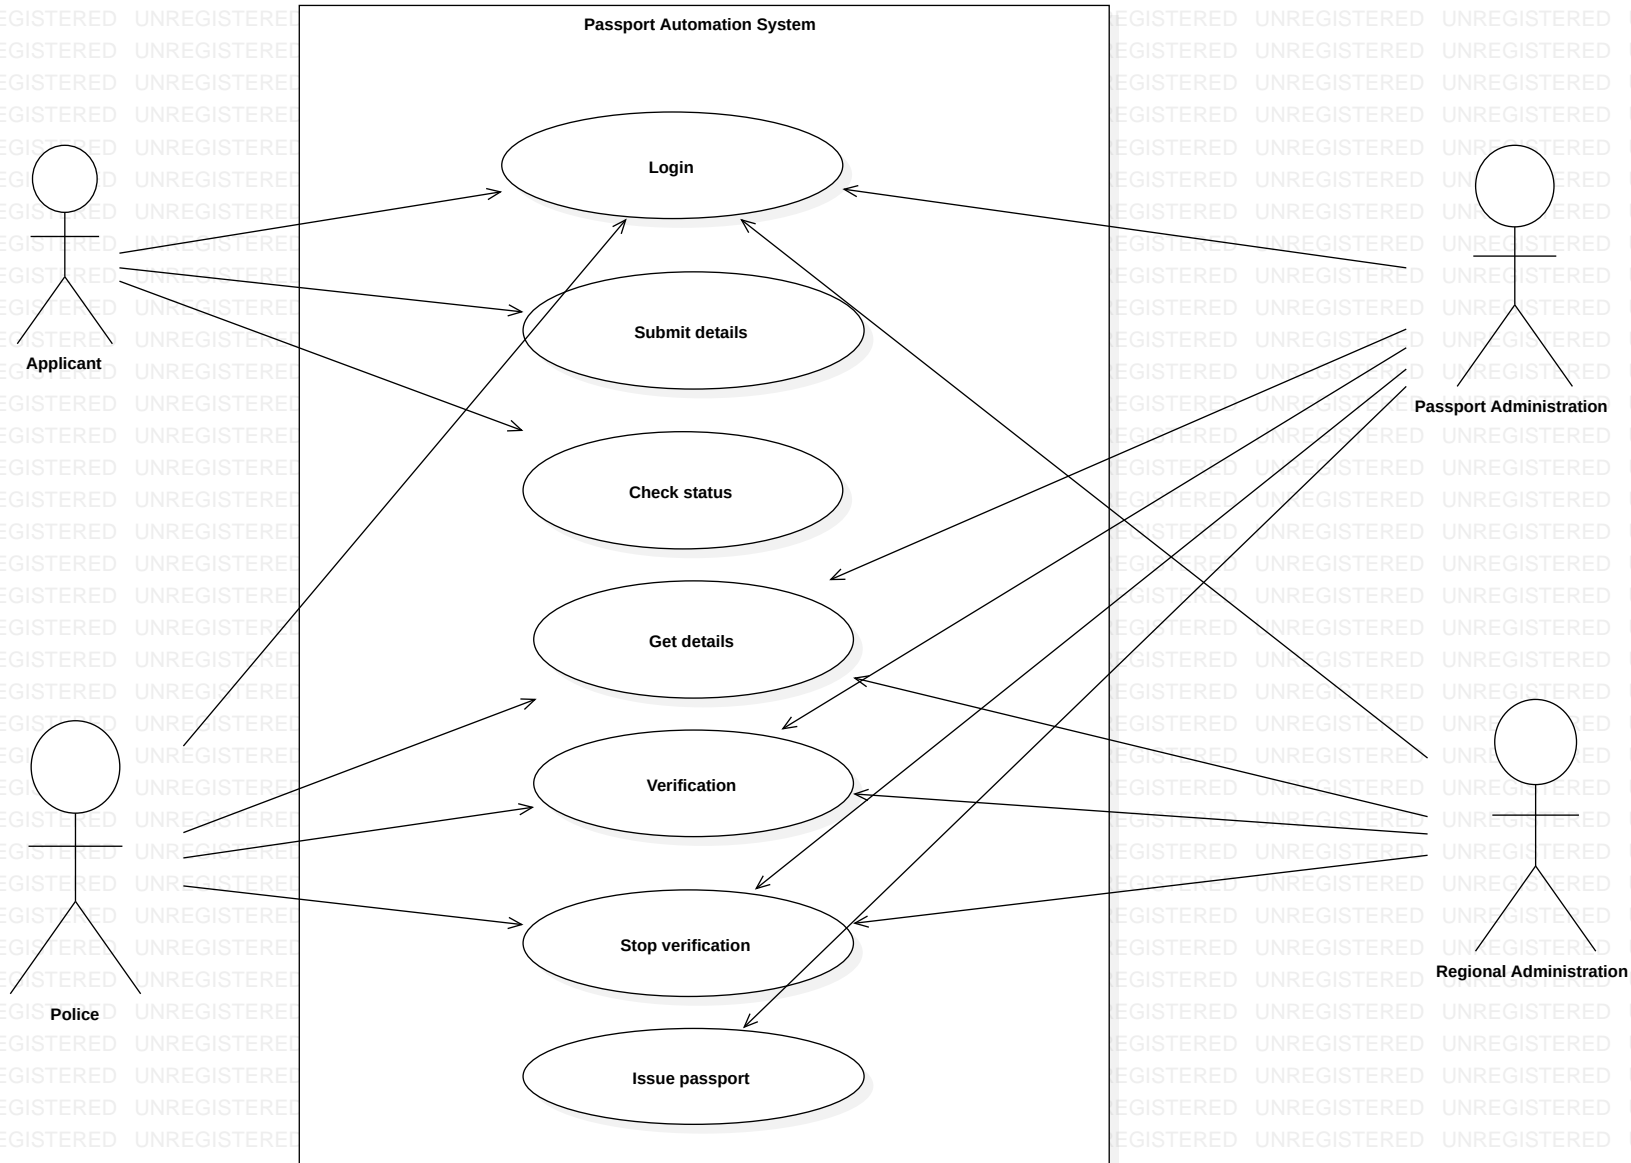 Passport Automation System
Login
Submit details
Applicant
Passport Administration
Check status
Get details
Verification
Stop verification
Regional Administration
Police
Issue passport
UNREGISTERED